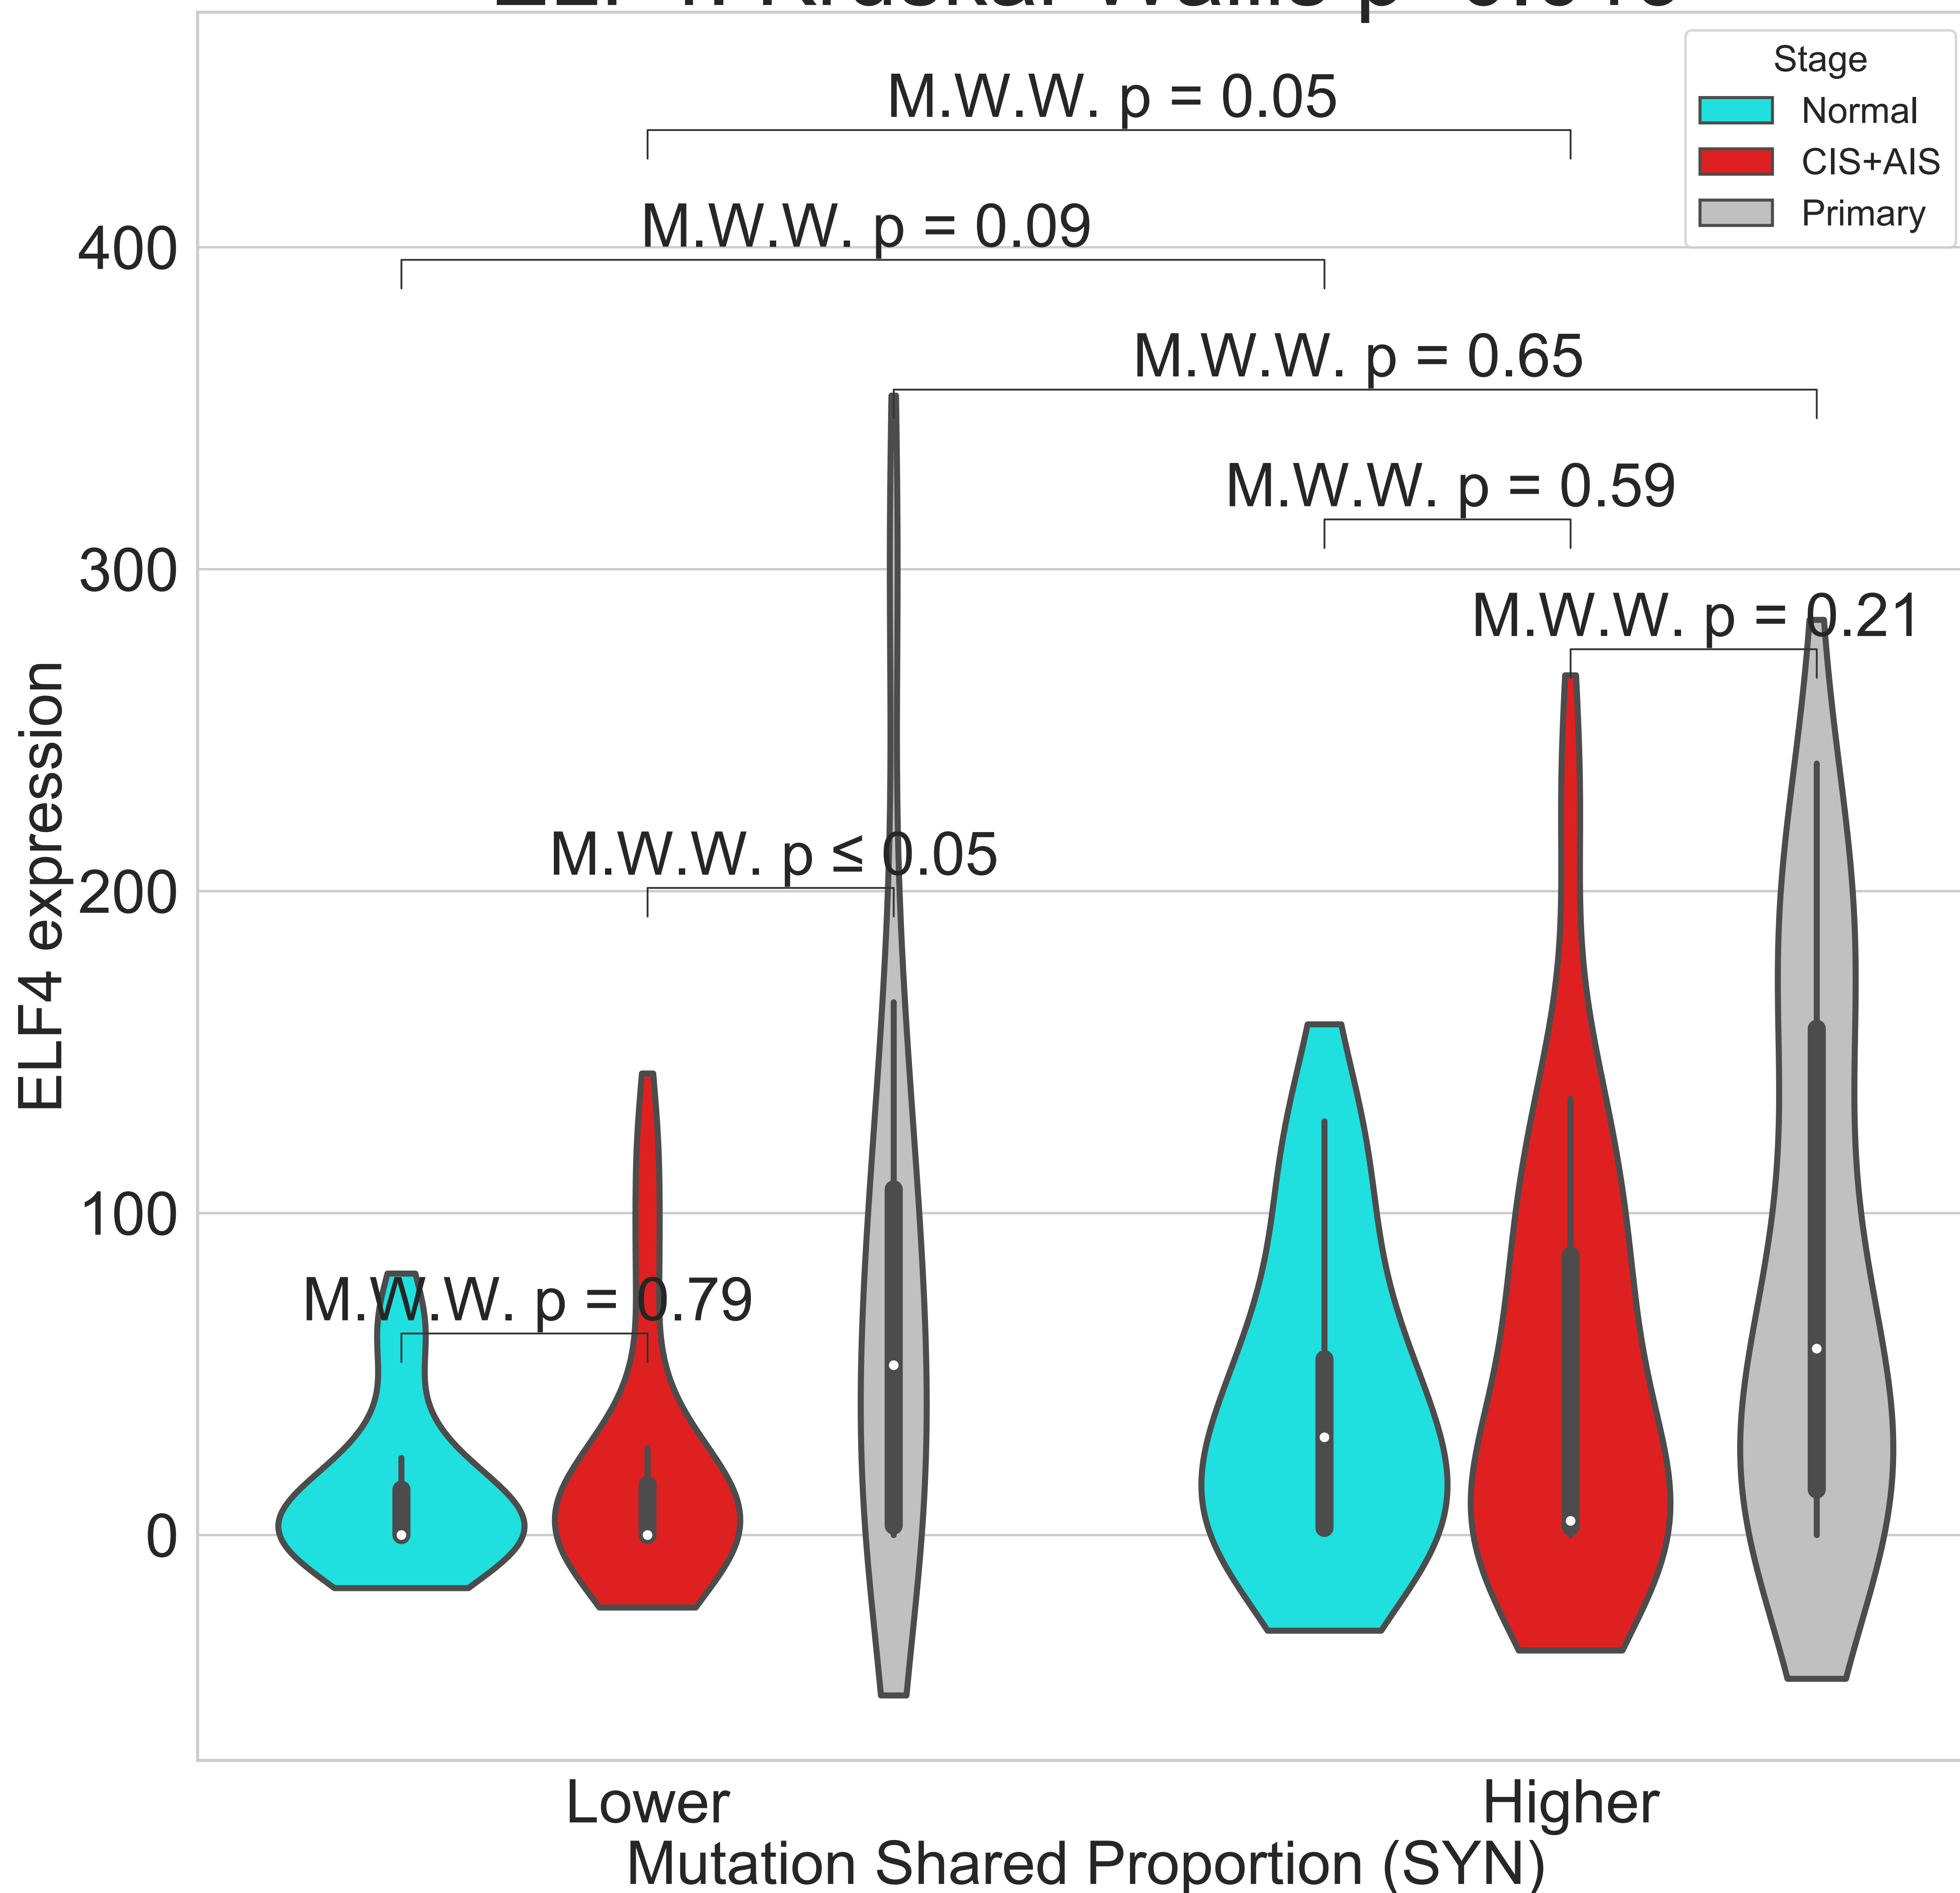 Stage
Normal
CIS+AIS
Primary
M.W.W. p = 0.05
M.W.W. p = 0.09
M.W.W. p = 0.65
M.W.W. p = 0.59
M.W.W. p = 0.21
M.W.W. p ≤ 0.05
M.W.W. p = 0.79
400
300
200
100
0
ELF4 expression
Lower
Higher
Mutation Shared Proportion (SYN)